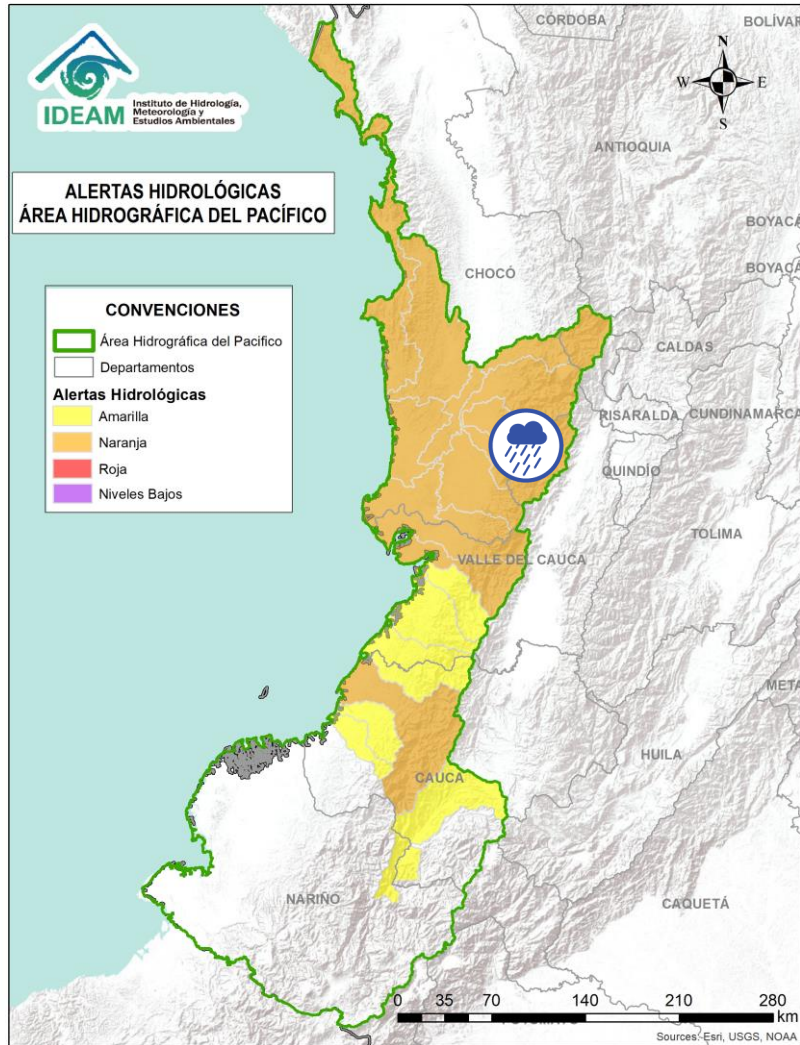 CÓRDOBA
BOLÍVAR
IDEAM
Instituto de Hidrología,
Meteorología y
Estudios Ambientales
N
W
E
S
ANTIOQUIA
ALERTAS HIDROLÓGICAS
ÁREA HIDROGRÁFICA DEL PACÍFICO
BOYACÁ
BOYACÁ
CHOCÓ
CONVENCIONES
Área Hidrográfica del Pacifico
Departamentos
Alertas Hidrológicas
Amarilla
Naranja
Roja
Niveles Bajos
CALDAS
RISARALDA
CUNDINAMARCA
QUINDÍO
TOLIMA
VALLE DEL CAUCA
META
HUILA
CAUCA
NARIÑO
CAQUETÁ
0 35 70 140 210 280
km
Sources: Esri, USGS, NOAA